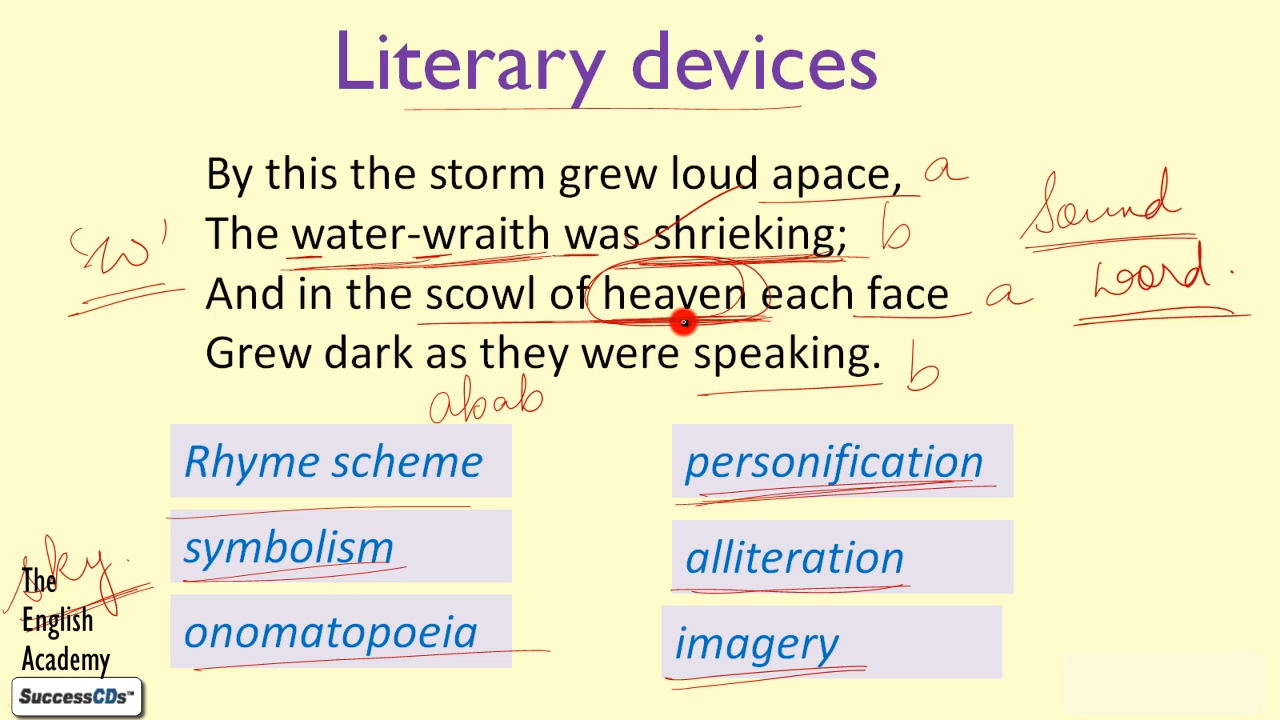 Literary devices
By this the storm grew loud apace, a
The water-wraith was shrieking; b
And in the scowl of heaven each face a
Grew dark as they were speaking. b
'w'
Sound
word.
abab
Rhyme scheme
personification
symbolism
alliteration
onomatopoeia
imagery
sky.
The
English
Academy
SuccessCDs™